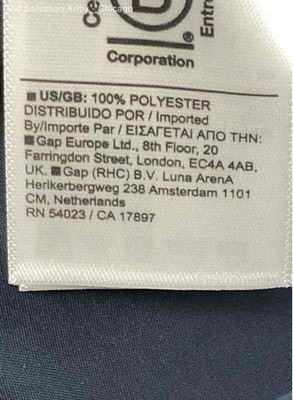 Salvation Army Chicago
Ce
Entre
Corporation
■ US/GB: 100% POLYESTER
DISTRIBUIDO POR / Imported
By/Importe Par / ΕΙΣΑΓΕΤΑΙ ΑΠΟ ΤΗΝ:
■ Gap Europe Ltd., 8th Floor, 20
Farringdon Street, London, EC4A 4AB,
UK. ■ Gap (RHC) B.V. Luna ArenA
Herikerbergweg 238 Amsterdam 1101
CM, Netherlands
RN 54023 / CA 17897